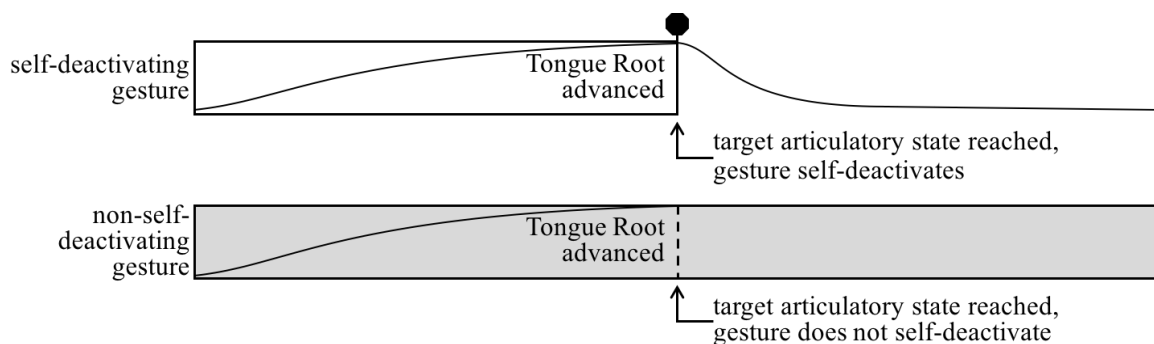 self-deactivating
gesture
Tongue Root
advanced
target articulatory state reached,
gesture self-deactivates
non-self-
deactivating
gesture
Tongue Root
advanced
target articulatory state reached,
gesture does not self-deactivate